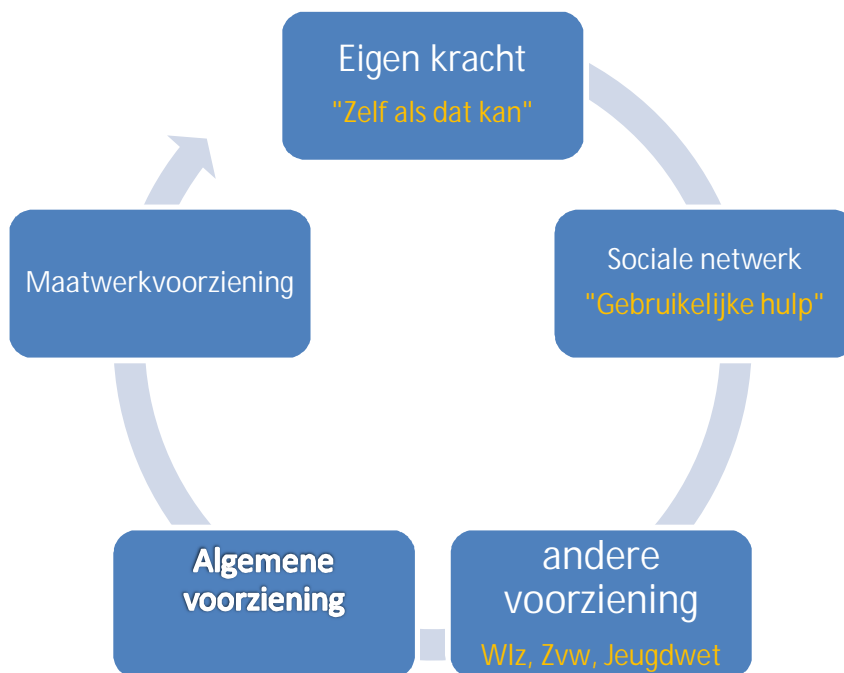 Eigen kracht
"Zelf als dat kan"
Sociale netwerk
"Gebruikelijke hulp"
andere
voorziening
Wlz, Zvw, Jeugdwet
Algemene
voorziening
Maatwerkvoorziening